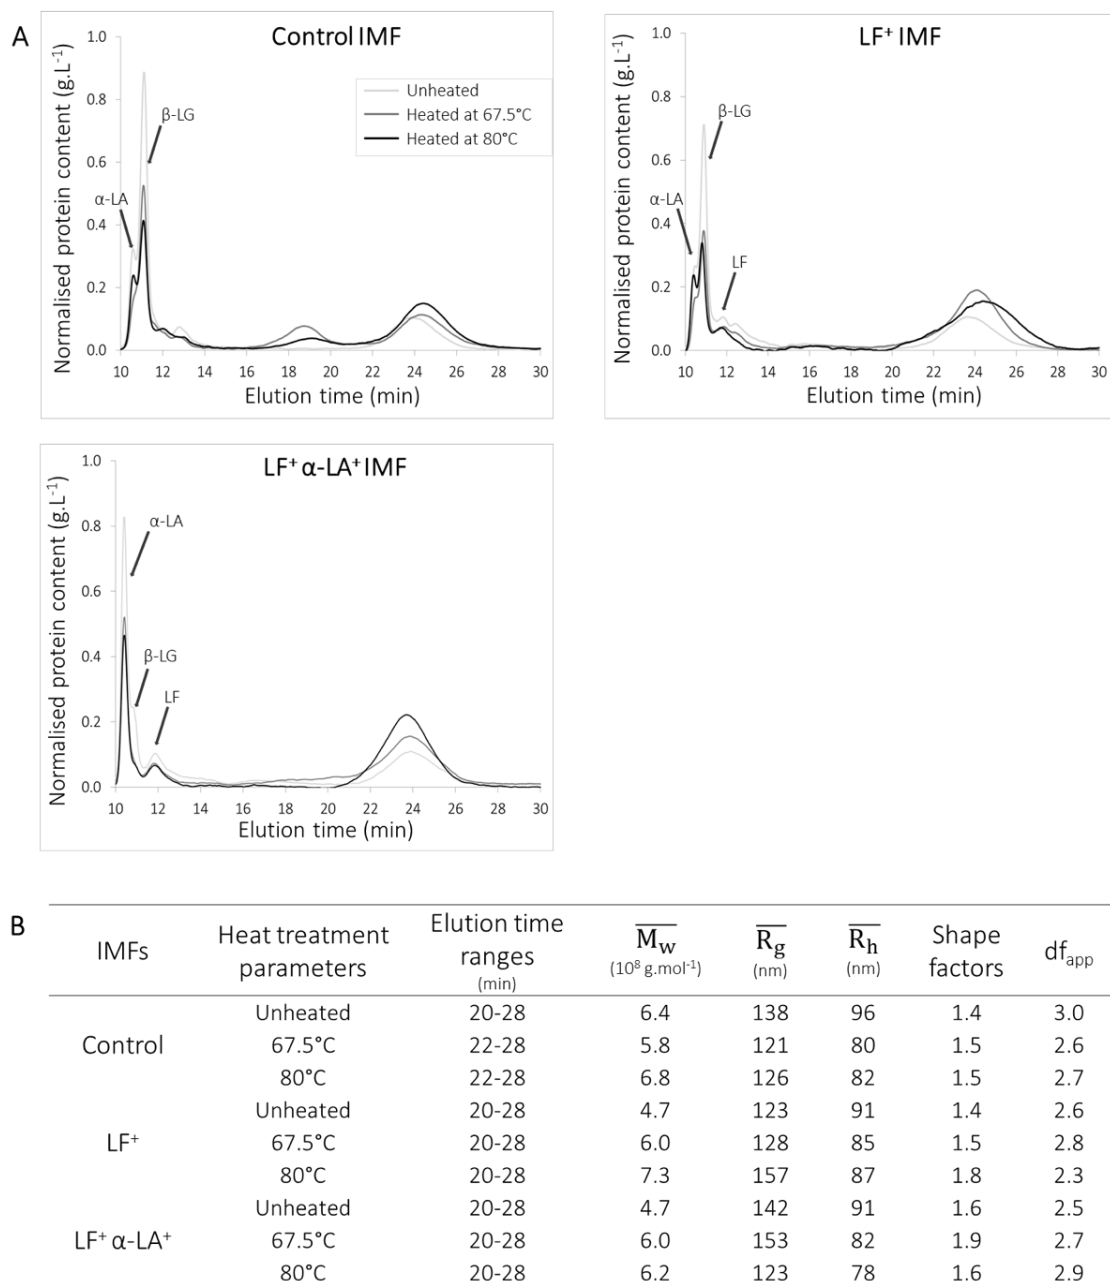 A
Control IMF
Normalised protein content (g.L⁻¹)
1.0
0.8
0.6
0.4
0.2
0.0
β-LG
α-LA
Unheated
Heated at 67.5°C
Heated at 80°C
10 12 14 16 18 20 22 24 26 28 30
Elution time (min)
LF⁺ IMF
Normalised protein content (g.L⁻¹)
1.0
0.8
0.6
0.4
0.2
0.0
β-LG
α-LA
LF
10 12 14 16 18 20 22 24 26 28 30
Elution time (min)
LF⁺ α-LA⁺ IMF
Normalised protein content (g.L⁻¹)
1.0
0.8
0.6
0.4
0.2
0.0
α-LA
β-LG
LF
10 12 14 16 18 20 22 24 26 28 30
Elution time (min)
B
IMFs Heat treatment parameters Elution time ranges (min) M̅w̅ (10⁸ g.mol⁻¹) R̅g̅ (nm) R̅h̅ (nm) Shape factors df_app
Control Unheated 20-28 6.4 138 96 1.4 3.0
67.5°C 22-28 5.8 121 80 1.5 2.6
80°C 22-28 6.8 126 82 1.5 2.7
LF⁺ Unheated 20-28 4.7 123 91 1.4 2.6
67.5°C 20-28 6.0 128 85 1.5 2.8
80°C 20-28 7.3 157 87 1.8 2.3
LF⁺ α-LA⁺ Unheated 20-28 4.7 142 91 1.6 2.5
67.5°C 20-28 6.0 153 82 1.9 2.7
80°C 20-28 6.2 123 78 1.6 2.9